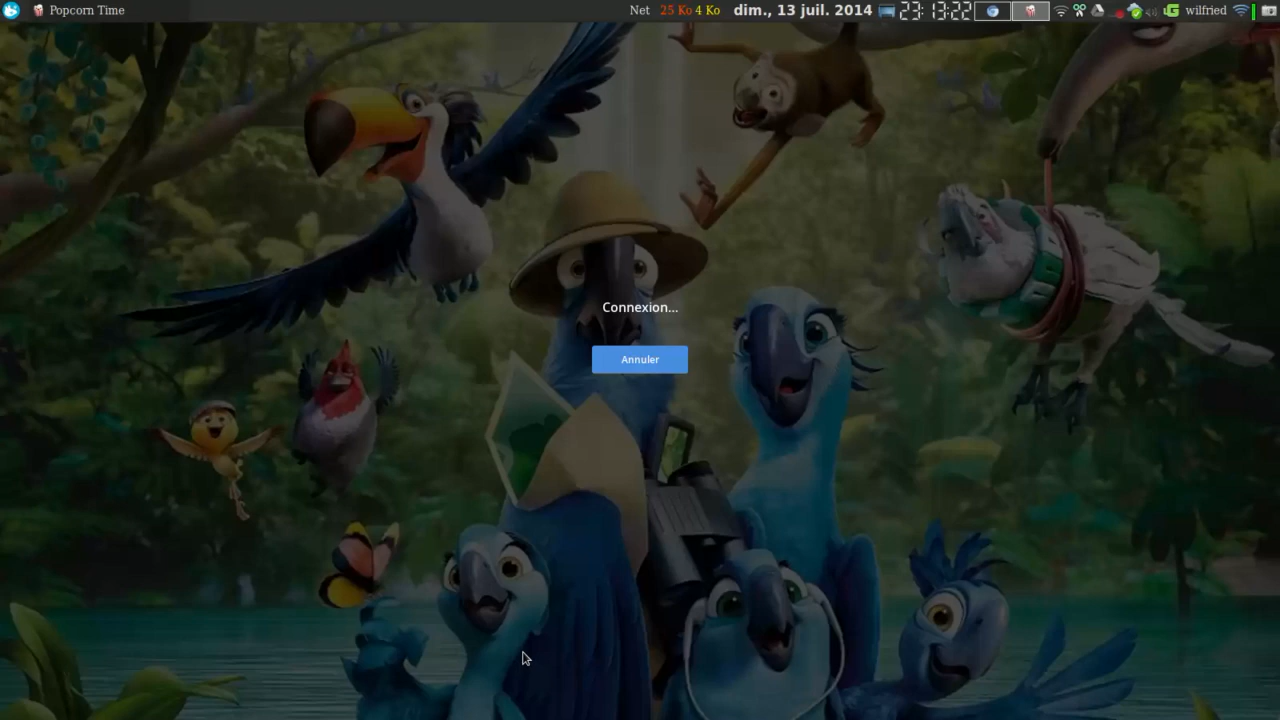 Popcorn Time Net 25 Ko 4 Ko dim., 13 juil. 2014 23:13:22 wilfried
Connexion...
Annuler